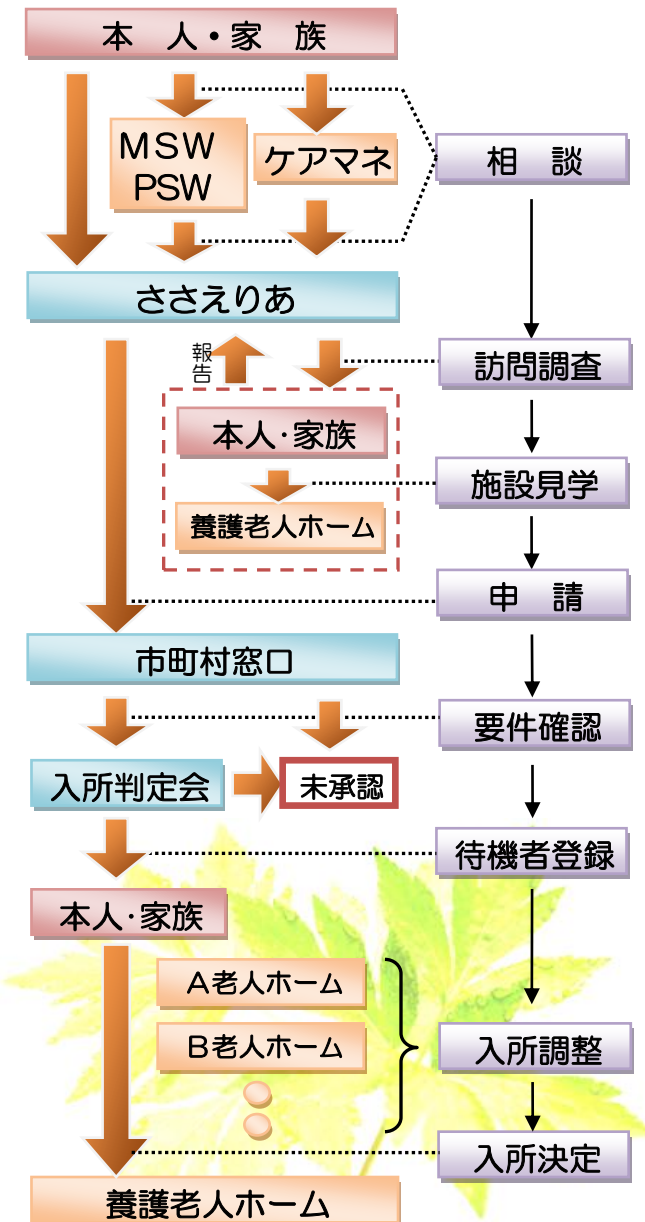 本　人・家　族
ＭＳＷ
ＰＳＷ
ケアマネ
相　談
ささえりあ
報告
訪問調査
本人・家族
施設見学
養護老人ホーム
申　請
市町村窓口
要件確認
入所判定会
未承認
待機者登録
本人・家族
Ａ老人ホーム
Ｂ老人ホーム
入所調整
入所決定
養護老人ホーム